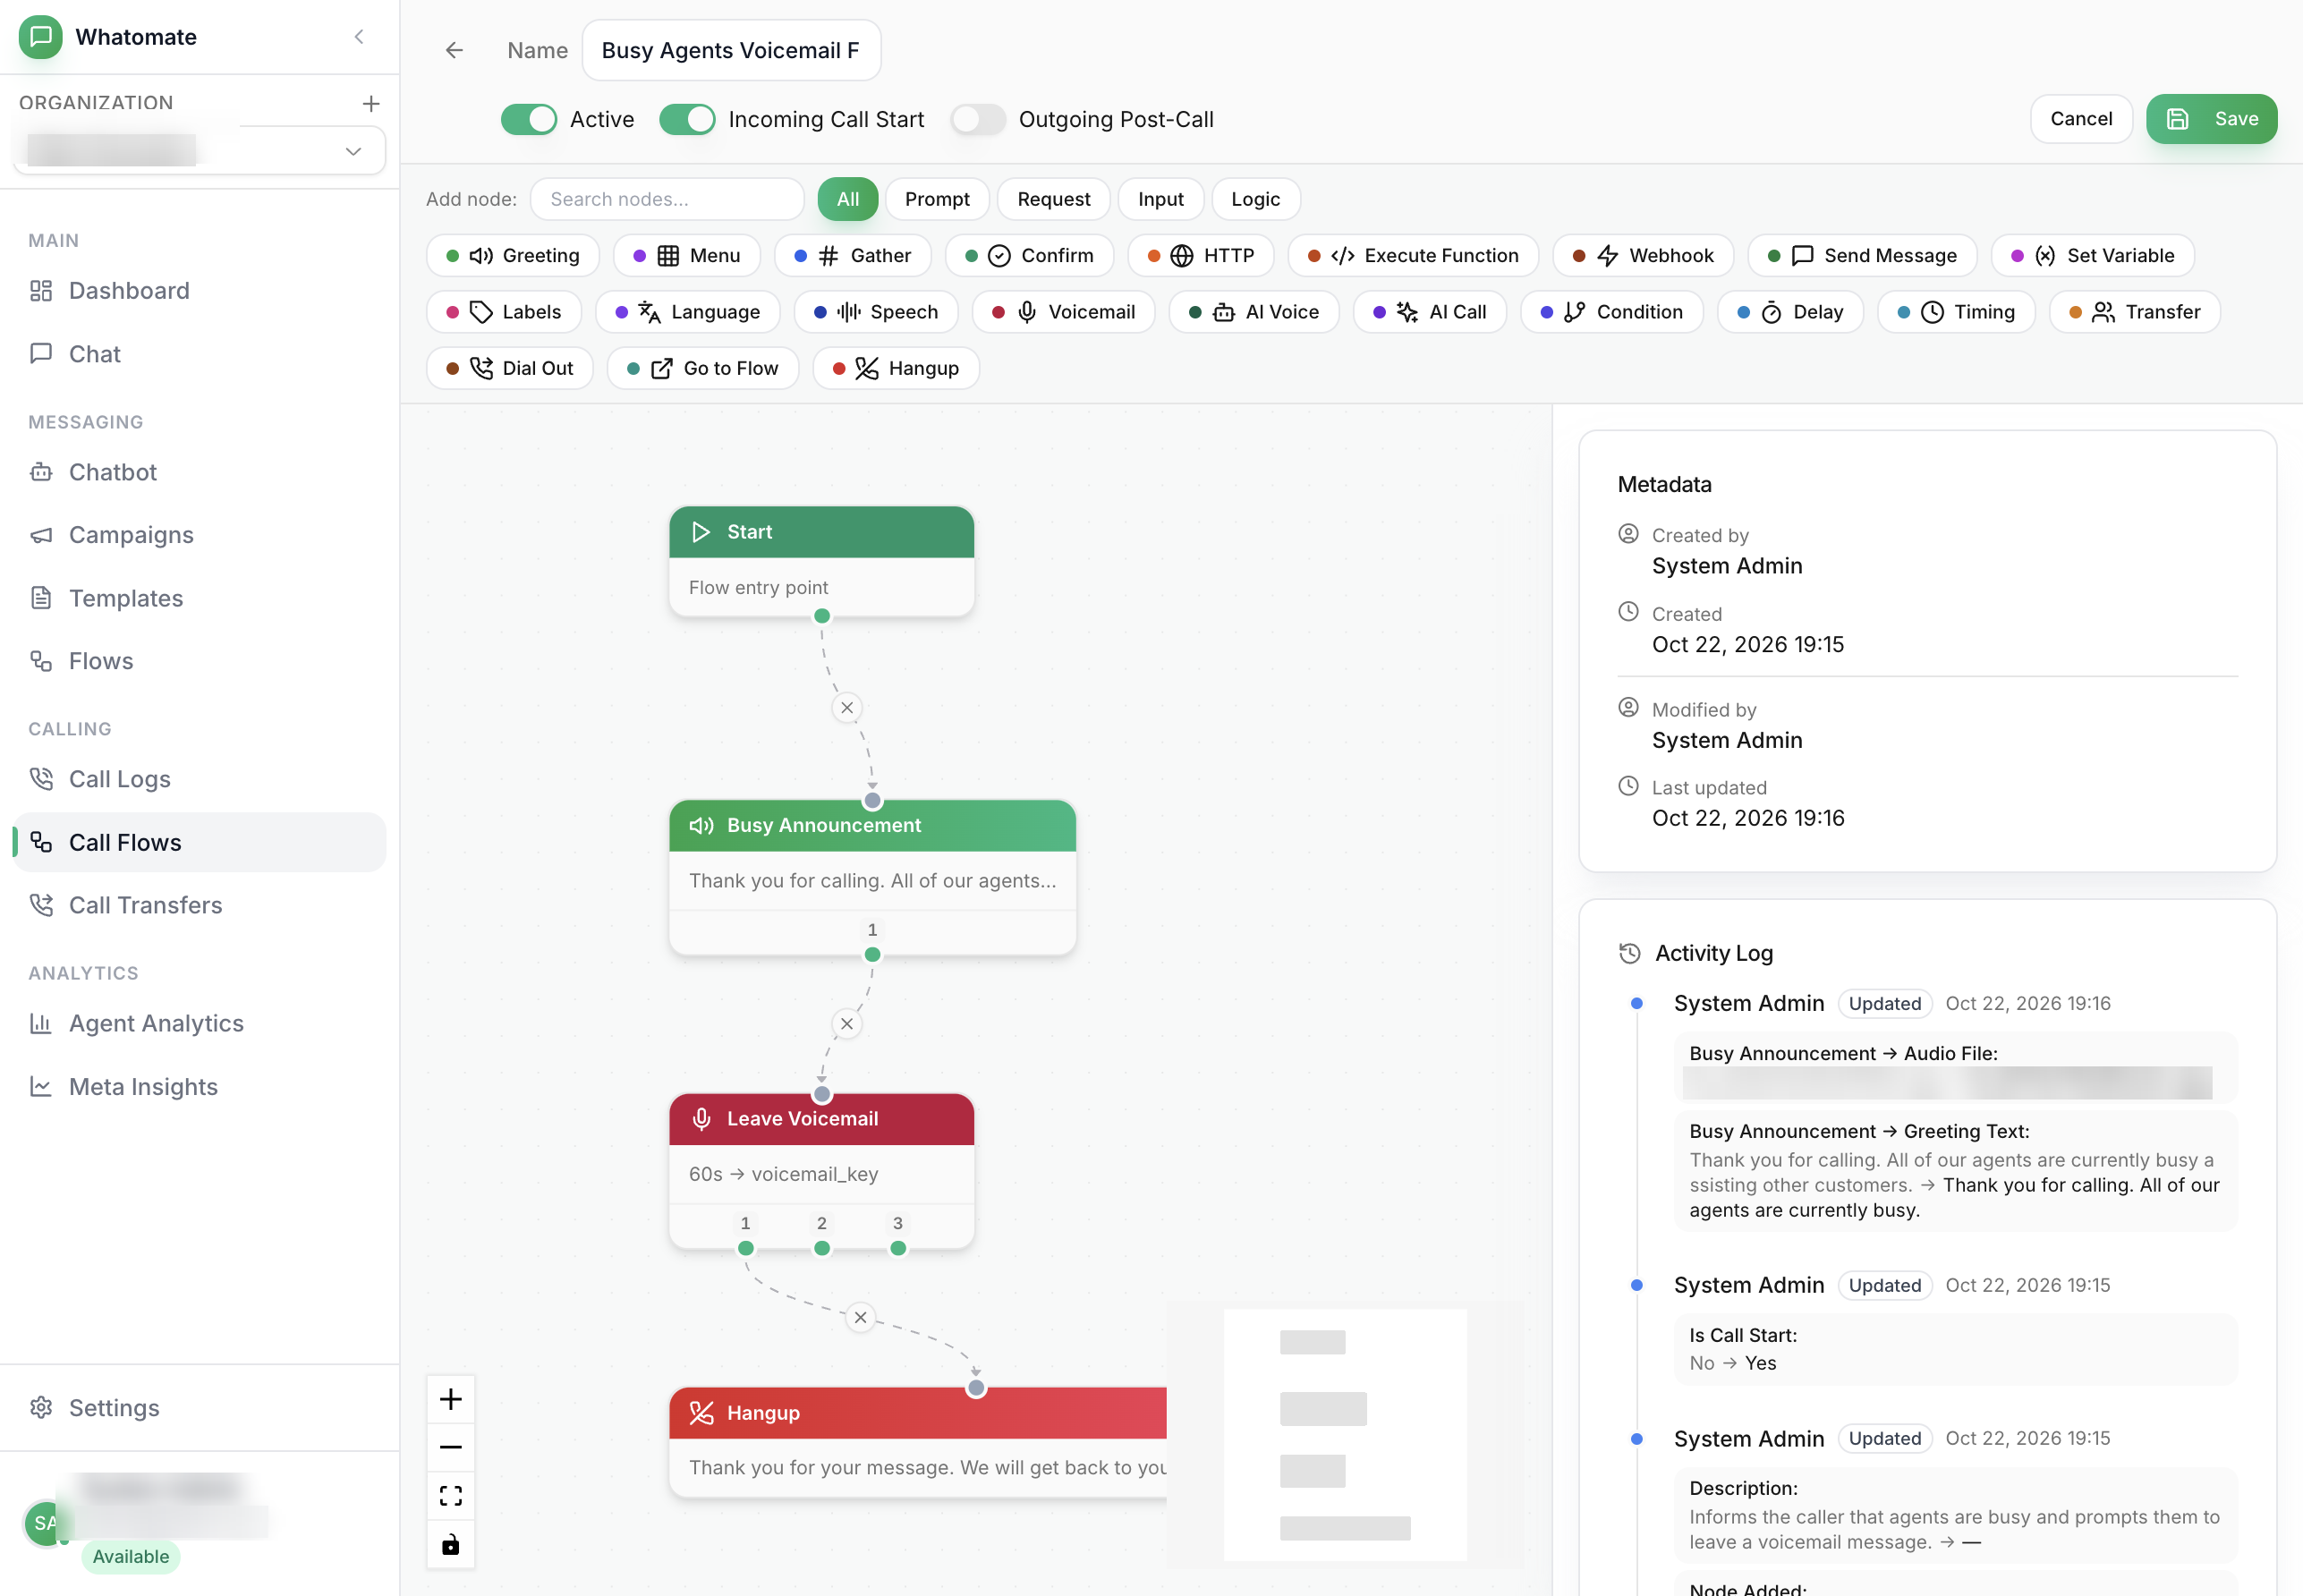 Whatomate
ORGANIZATION
MAIN
Dashboard
Chat
MESSAGING
Chatbot
Campaigns
Templates
Flows
CALLING
Call Logs
Call Flows
Call Transfers
ANALYTICS
Agent Analytics
Meta Insights
Settings
SA
Available
Name
Busy Agents Voicemail F
Active
Incoming Call Start
Outgoing Post-Call
Cancel
Save
Add node:
Search nodes...
All
Prompt
Request
Input
Logic
Greeting
Menu
Gather
Confirm
HTTP
Execute Function
Webhook
Send Message
Set Variable
Labels
Language
Speech
Voicemail
AI Voice
AI Call
Condition
Delay
Timing
Transfer
Dial Out
Go to Flow
Hangup
Start
Flow entry point
Busy Announcement
Thank you for calling. All of our agents...
1
Leave Voicemail
60s → voicemail_key
1 2 3
Hangup
Thank you for your message. We will get back to you
Metadata
Created by
System Admin
Created
Oct 22, 2026 19:15
Modified by
System Admin
Last updated
Oct 22, 2026 19:16
Activity Log
System Admin Updated Oct 22, 2026 19:16
Busy Announcement → Audio File:
Busy Announcement → Greeting Text:
Thank you for calling. All of our agents are currently busy a
ssisting other customers. → Thank you for calling. All of our
agents are currently busy.
System Admin Updated Oct 22, 2026 19:15
Is Call Start:
No → Yes
System Admin Updated Oct 22, 2026 19:15
Description:
Informs the caller that agents are busy and prompts them to
leave a voicemail message. → —
Node Added: